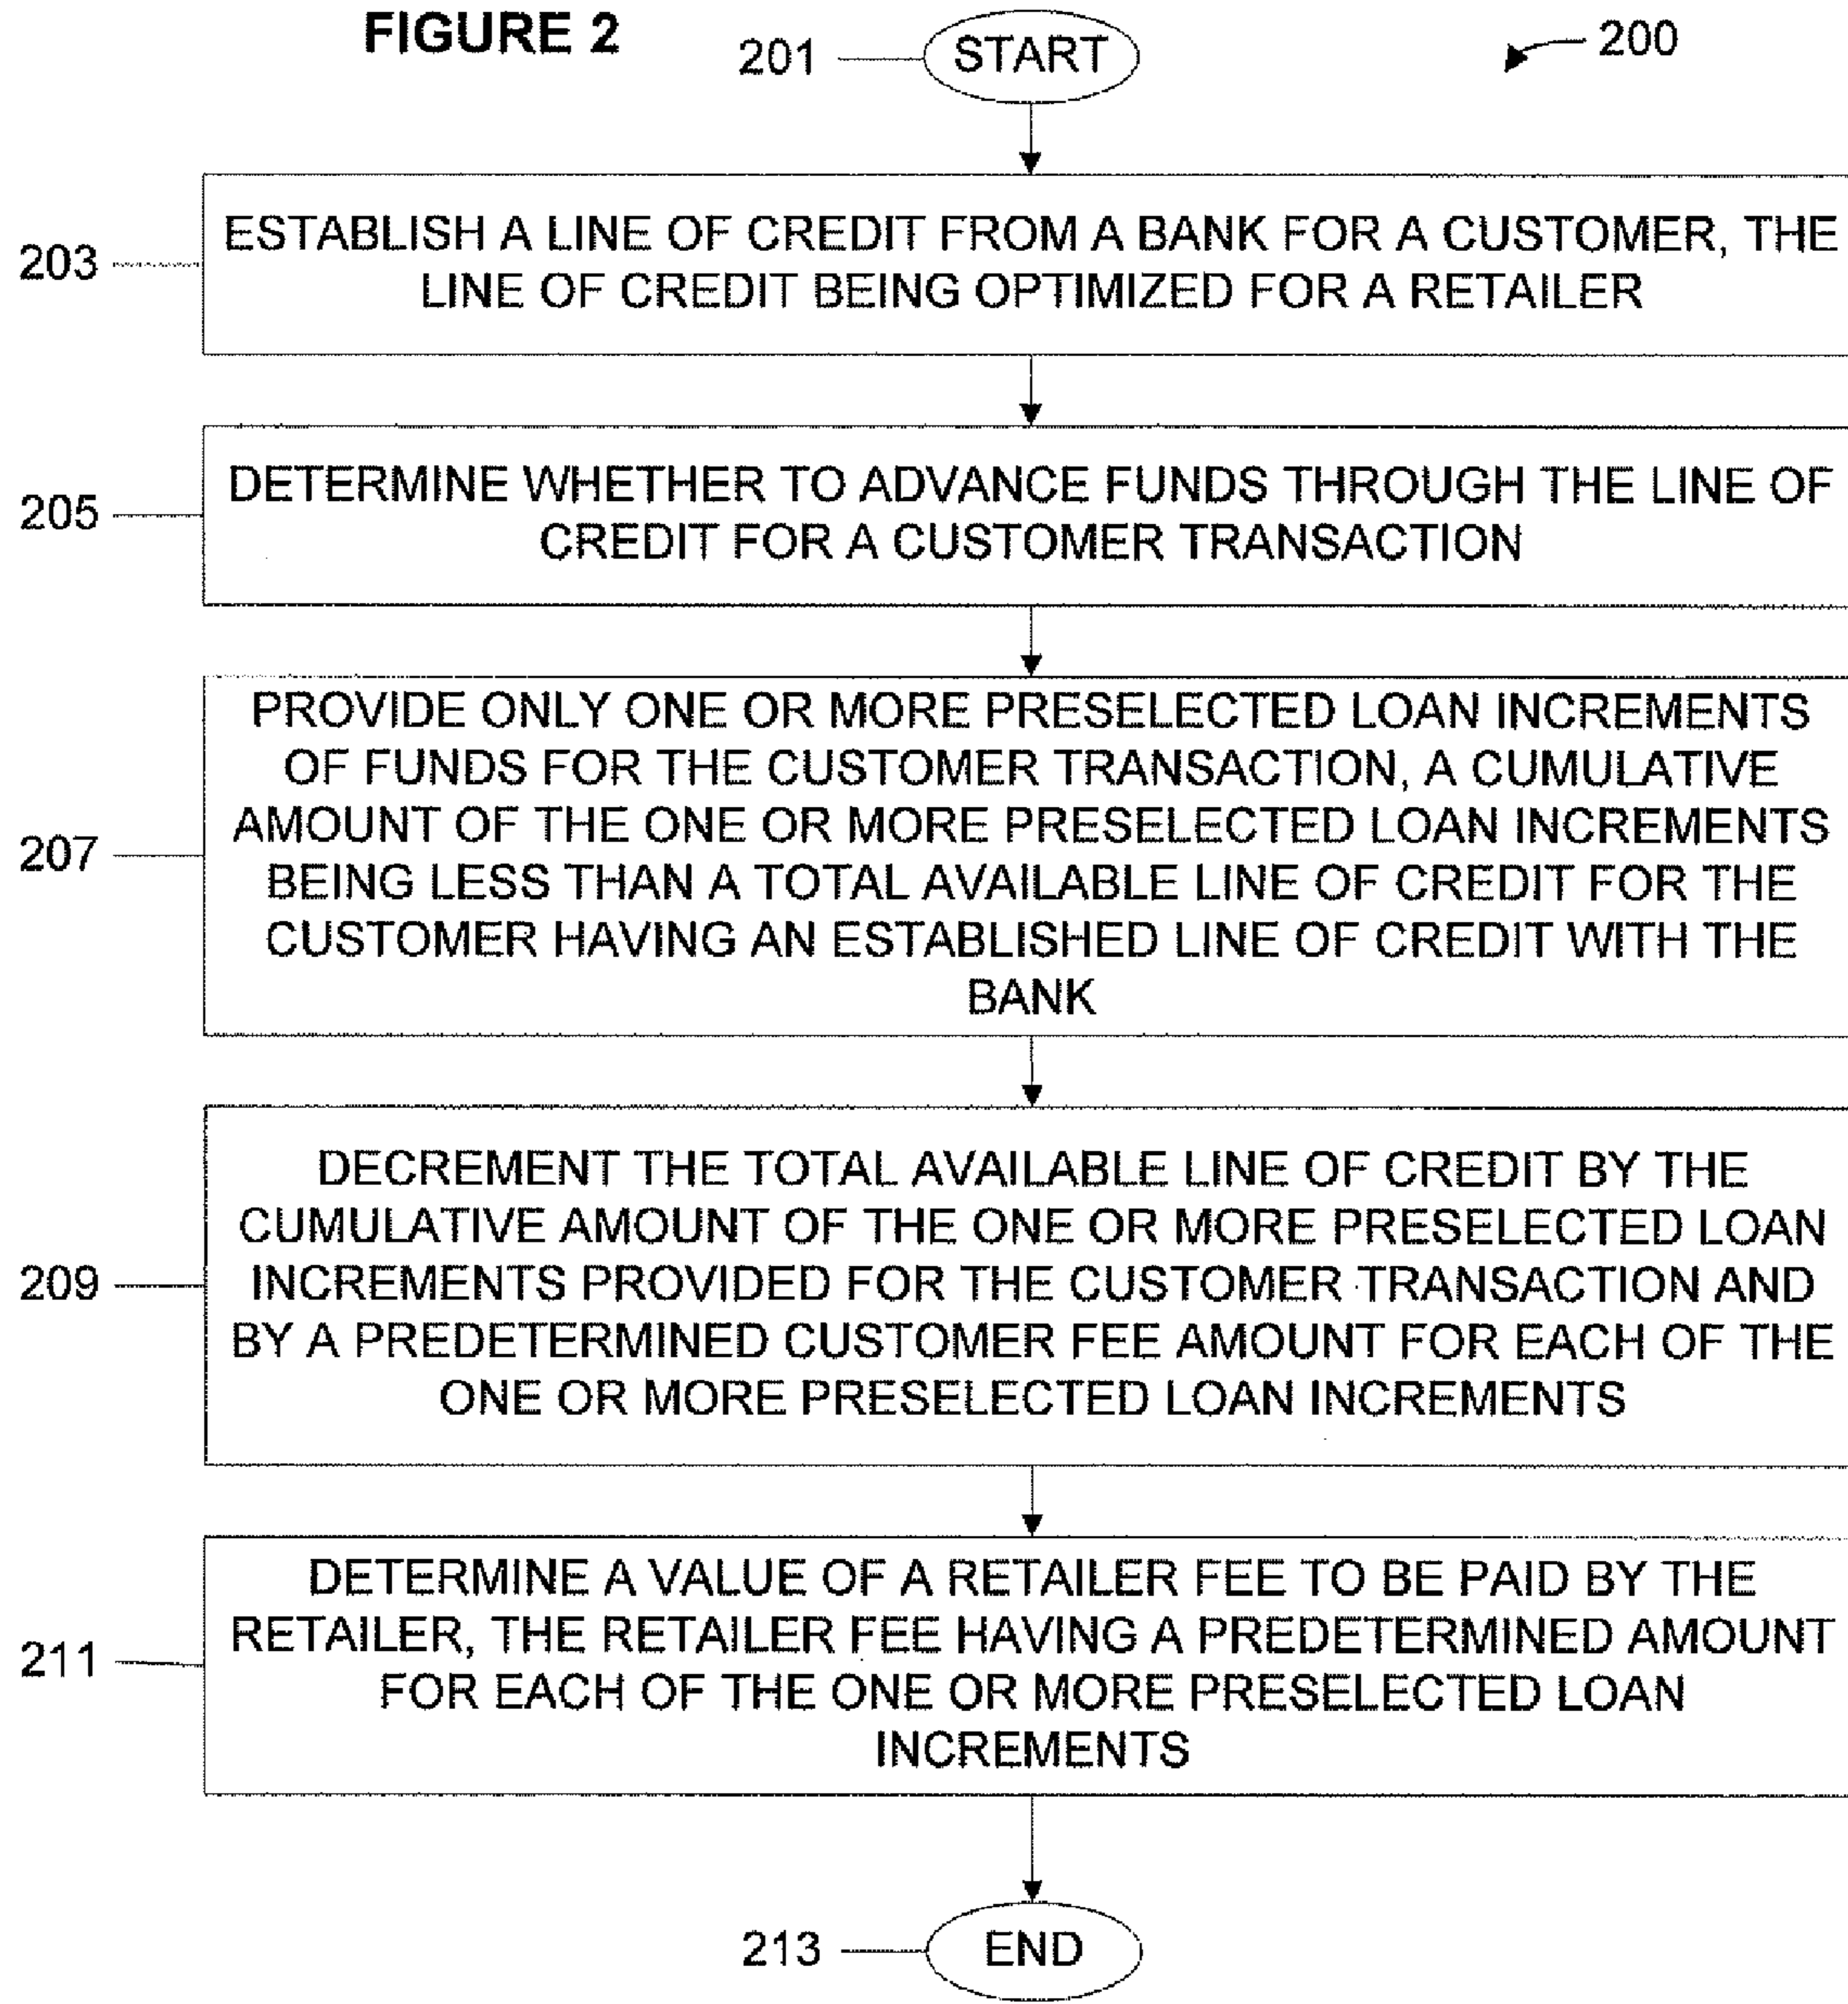 FIGURE 2
201
START
200
203
ESTABLISH A LINE OF CREDIT FROM A BANK FOR A CUSTOMER, THE
LINE OF CREDIT BEING OPTIMIZED FOR A RETAILER
205
DETERMINE WHETHER TO ADVANCE FUNDS THROUGH THE LINE OF
CREDIT FOR A CUSTOMER TRANSACTION
207
PROVIDE ONLY ONE OR MORE PRESELECTED LOAN INCREMENTS
OF FUNDS FOR THE CUSTOMER TRANSACTION, A CUMULATIVE
AMOUNT OF THE ONE OR MORE PRESELECTED LOAN INCREMENTS
BEING LESS THAN A TOTAL AVAILABLE LINE OF CREDIT FOR THE
CUSTOMER HAVING AN ESTABLISHED LINE OF CREDIT WITH THE
BANK
209
DECREMENT THE TOTAL AVAILABLE LINE OF CREDIT BY THE
CUMULATIVE AMOUNT OF THE ONE OR MORE PRESELECTED LOAN
INCREMENTS PROVIDED FOR THE CUSTOMER TRANSACTION AND
BY A PREDETERMINED CUSTOMER FEE AMOUNT FOR EACH OF THE
ONE OR MORE PRESELECTED LOAN INCREMENTS
211
DETERMINE A VALUE OF A RETAILER FEE TO BE PAID BY THE
RETAILER, THE RETAILER FEE HAVING A PREDETERMINED AMOUNT
FOR EACH OF THE ONE OR MORE PRESELECTED LOAN
INCREMENTS
213
END